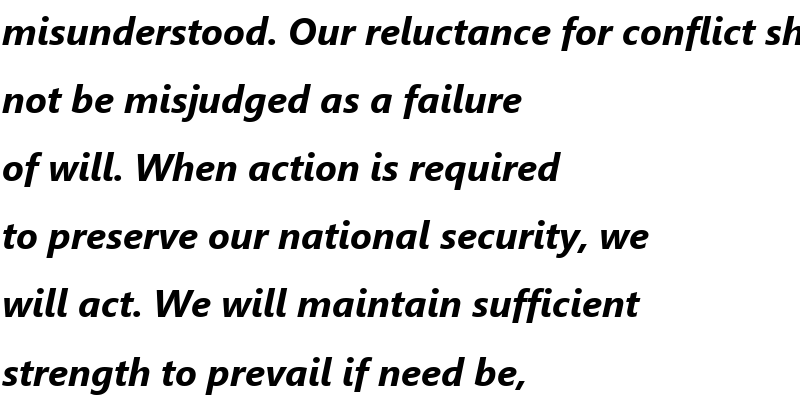 misunderstood. Our reluctance for conflict sh
not be misjudged as a failure
of will. When action is required
to preserve our national security, we
will act. We will maintain sufficient
strength to prevail if need be,